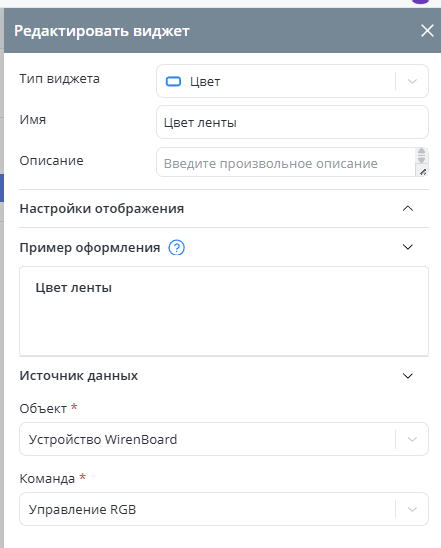 Редактировать виджет
Тип виджета
Цвет
Имя
Цвет ленты
Описание
Введите произвольное описание
Настройки отображения
Пример оформления ?
Цвет ленты
Источник данных
Объект *
Устройство WirenBoard
Команда *
Управление RGB